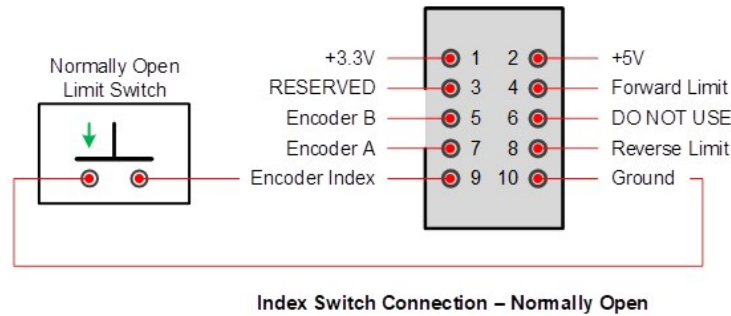 Normally Open
Limit Switch
+3.3V 1 2 +5V
RESERVED 3 4 Forward Limit
Encoder B 5 6 DO NOT USE
Encoder A 7 8 Reverse Limit
Encoder Index 9 10 Ground
Index Switch Connection – Normally Open